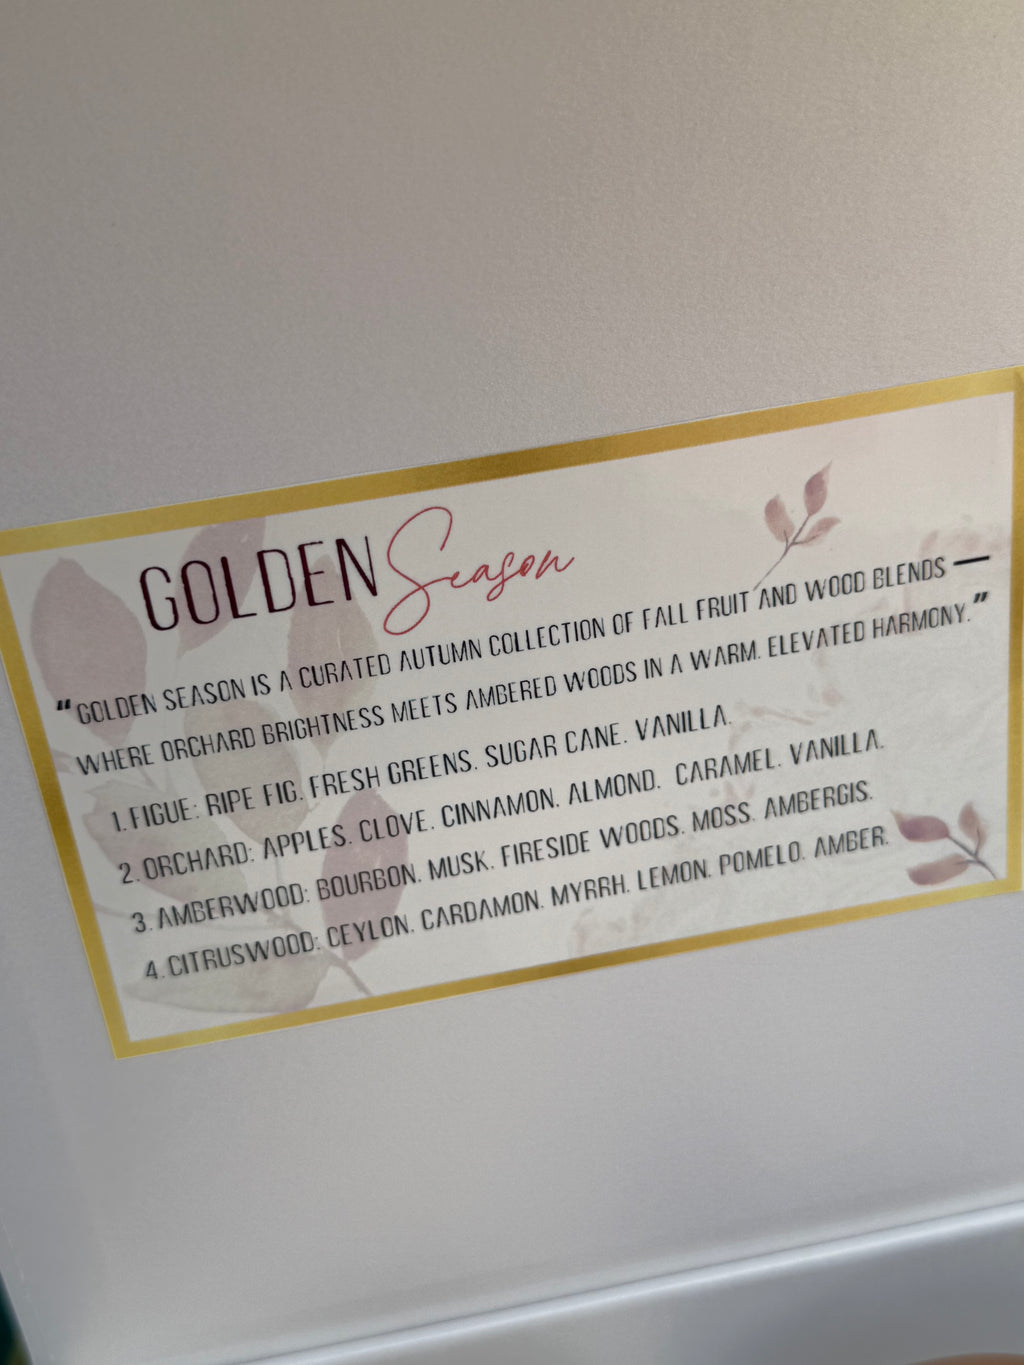 GOLDEN Season
“GOLDEN SEASON IS A CURATED AUTUMN COLLECTION OF FALL FRUIT AND WOOD BLENDS —
WHERE ORCHARD BRIGHTNESS MEETS AMBERED WOODS IN A WARM, ELEVATED HARMONY.”
1. FIGUE: RIPE FIG, FRESH GREENS, SUGAR CANE, VANILLA.
2. ORCHARD: APPLES, CLOVE, CINNAMON, ALMOND, CARAMEL, VANILLA.
3. AMBERWOOD: BOURBON, MUSK, FIRESIDE WOODS, MOSS, AMBERGIS.
4. CITRUSWOOD: CEYLON, CARDAMON, MYRRH, LEMON, POMELO, AMBER.